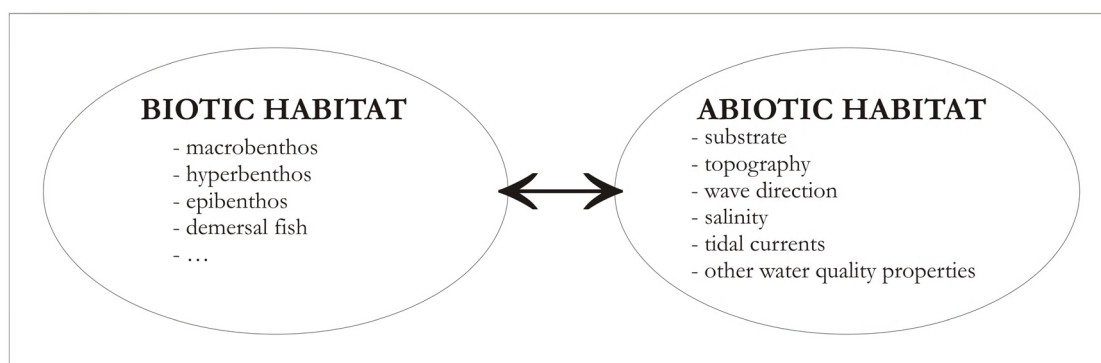 BIOTIC HABITAT
- macrobenthos
- hyperbenthos
- epibenthos
- demersal fish
- …
ABIOTIC HABITAT
- substrate
- topography
- wave direction
- salinity
- tidal currents
- other water quality properties